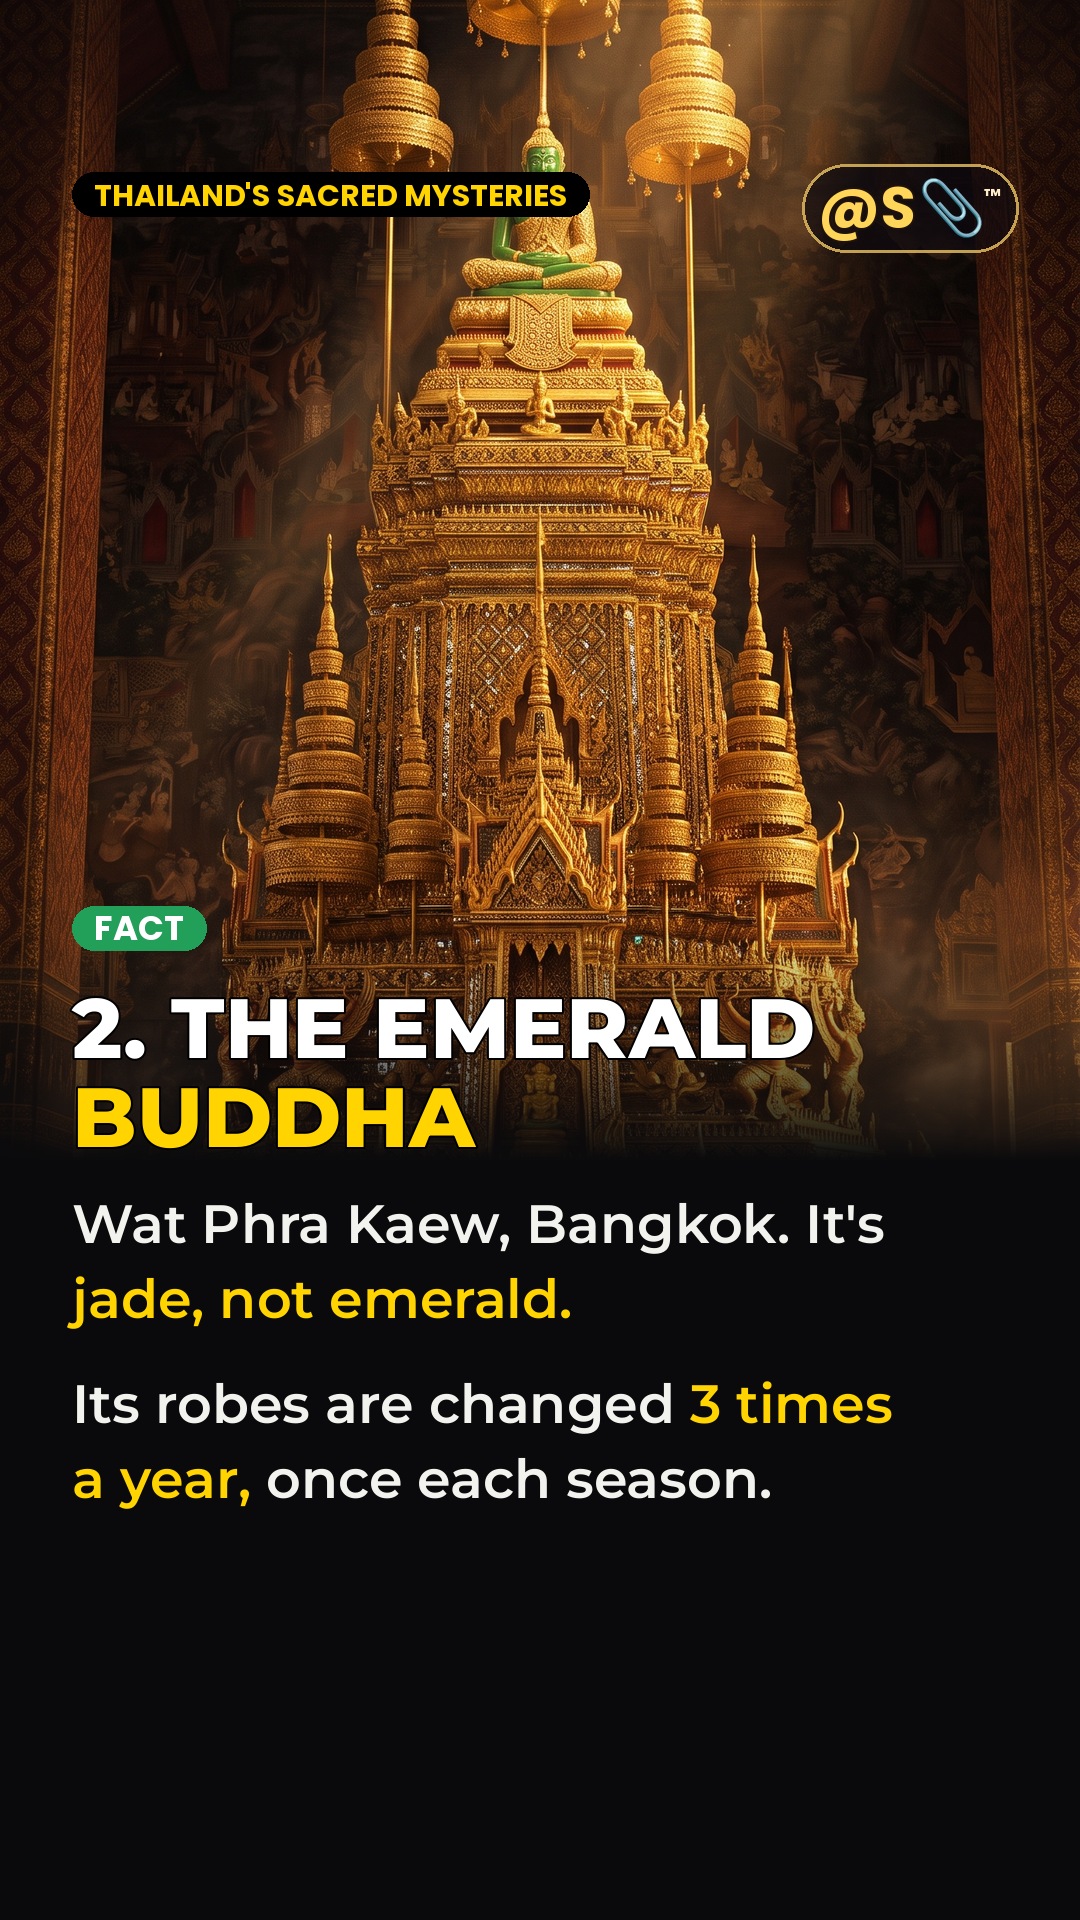 THAILAND'S SACRED MYSTERIES
@S📎™
FACT
2. THE EMERALD
BUDDHA
Wat Phra Kaew, Bangkok. It's
jade, not emerald.
Its robes are changed 3 times
a year, once each season.